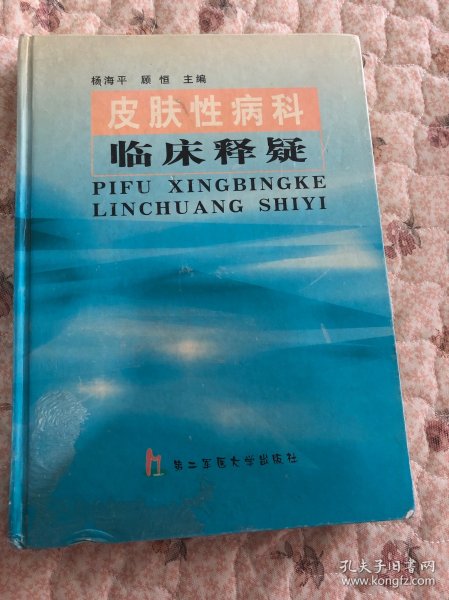 杨海平 顾恒 主编
皮肤性病科
临床释疑
PIFU XINGBINGKE
LINCHUANG SHIYI
第二军医大学出版社
孔夫子旧书网
www.kongfz.com